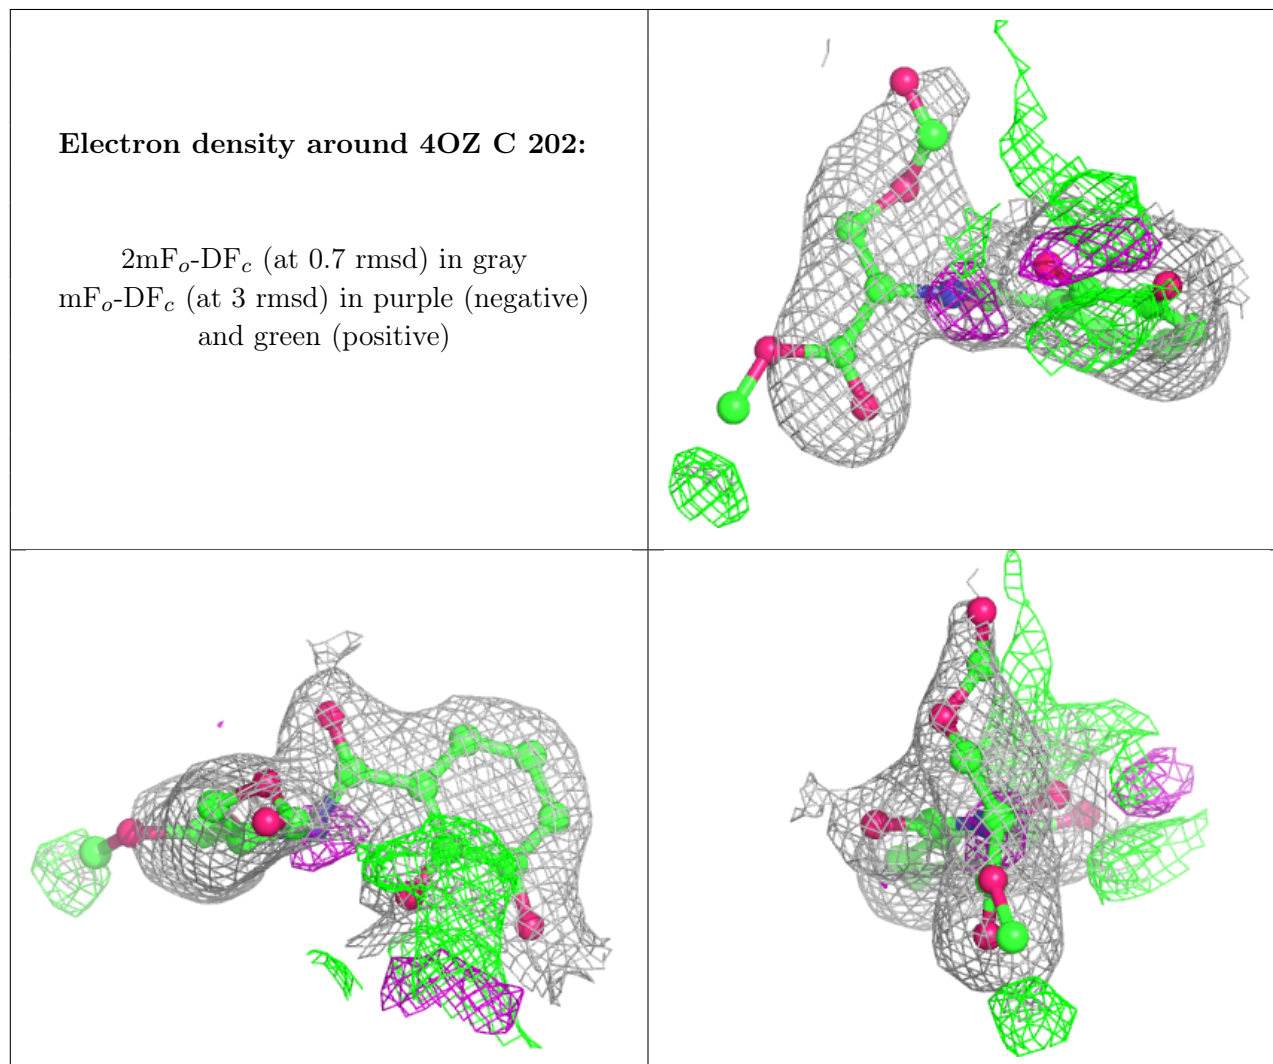 Electron density around 4OZ C 202:
2mFₒ-DF𝒸 (at 0.7 rmsd) in gray
mFₒ-DF𝒸 (at 3 rmsd) in purple (negative)
and green (positive)